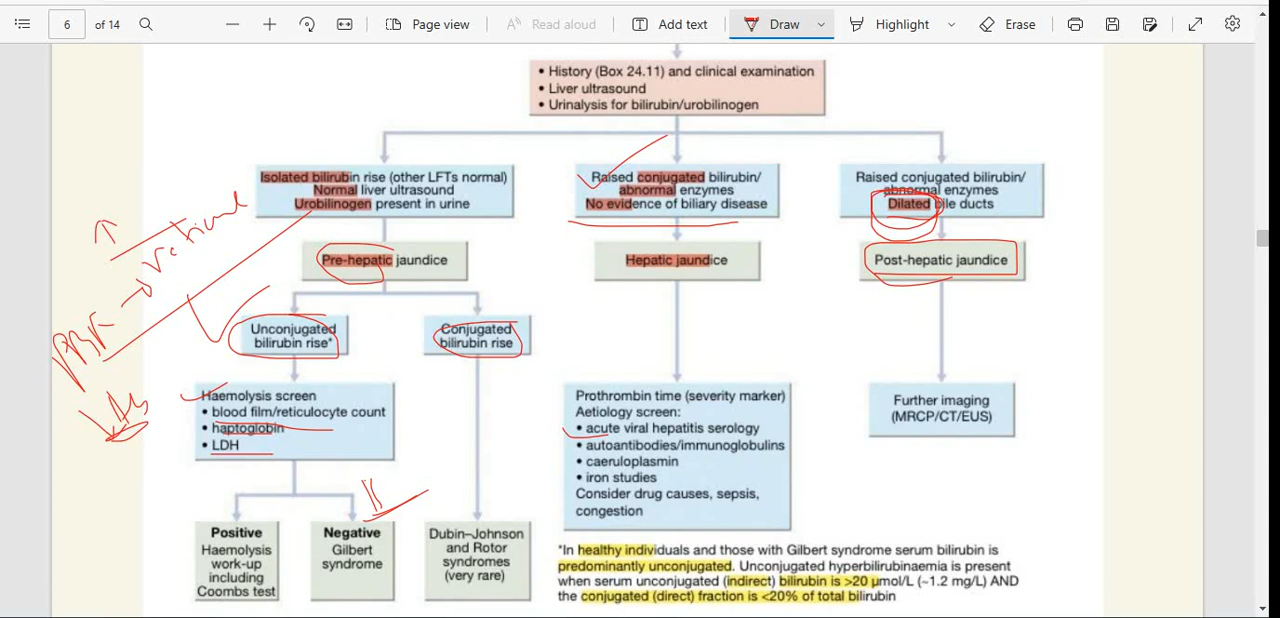 6
of 14
Page view
Read aloud
Add text
Draw
Highlight
Erase
• History (Box 24.11) and clinical examination
• Liver ultrasound
• Urinalysis for bilirubin/urobilinogen
Isolated bilirubin rise (other LFTs normal)
Normal liver ultrasound
Urobilinogen present in urine
Raised conjugated bilirubin/
abnormal enzymes
No evidence of biliary disease
Raised conjugated bilirubin/
abnormal enzymes
Dilated bile ducts
Pre-hepatic jaundice
Hepatic jaundice
Post-hepatic jaundice
Unconjugated
bilirubin rise*
Conjugated
bilirubin rise
Haemolysis screen
• blood film/reticulocyte count
• haptoglobin
• LDH
Prothrombin time (severity marker)
Aetiology screen:
• acute viral hepatitis serology
• autoantibodies/immunoglobulins
• caeruloplasmin
• iron studies
Consider drug causes, sepsis,
congestion
Further imaging
(MRCP/CT/EUS)
Positive
Haemolysis
work-up
including
Coombs test
Negative
Gilbert
syndrome
Dubin–Johnson
and Rotor
syndromes
(very rare)
*In healthy individuals and those with Gilbert syndrome serum bilirubin is
predominantly unconjugated. Unconjugated hyperbilirubinaemia is present
when serum unconjugated (indirect) bilirubin is >20 µmol/L (~1.2 mg/L) AND
the conjugated (direct) fraction is <20% of total bilirubin